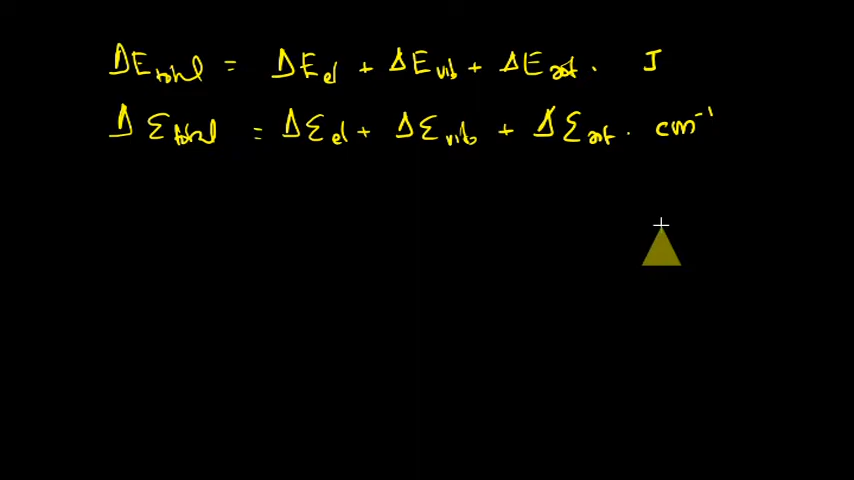 ΔE_total = ΔE_el + ΔE_vib + ΔE_rot . J
Δε_total = Δε_el + Δε_vib + Δε_rot . cm⁻¹